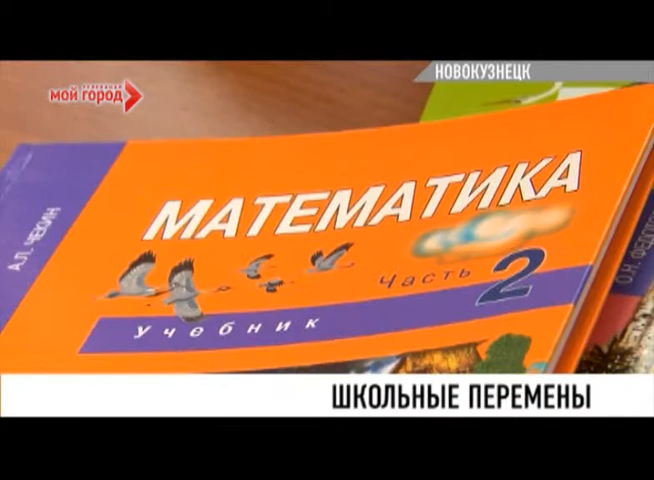 НОВОКУЗНЕЦК
МОЙ ГОРОД
А.Л. ЧЕКИН
МАТЕМАТИКА
Часть 2
Учебник
ШКОЛЬНЫЕ ПЕРЕМЕНЫ